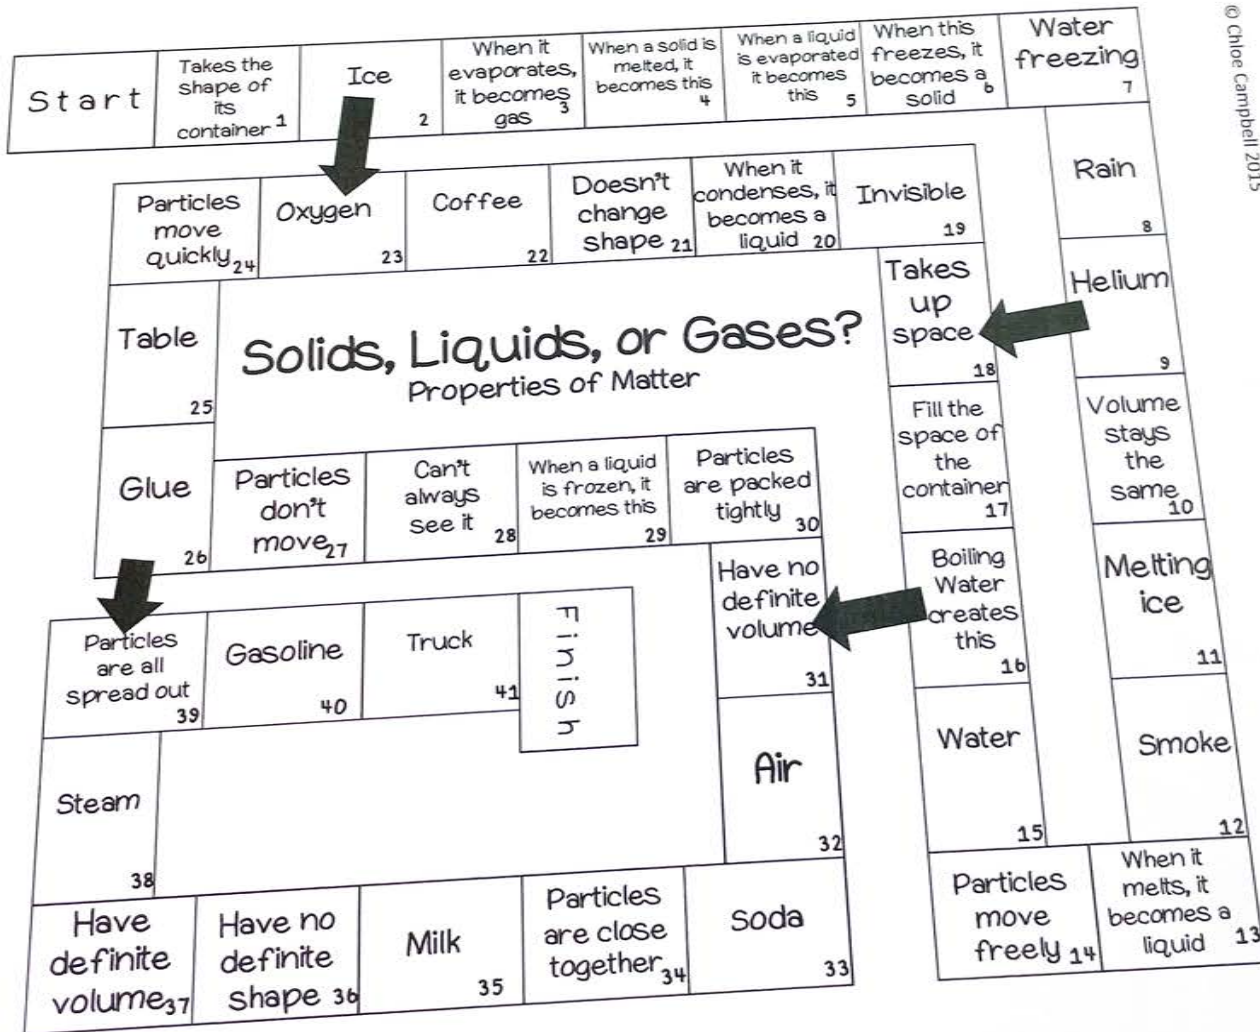 © Chloe Campbell 2015
Start
Takes the
shape of
its
container 1
Ice
2
When it
evaporates,
it becomes
gas 3
When a solid is
melted, it
becomes this
4
When a liquid
is evaporated
it becomes
this 5
When this
freezes, it
becomes a
solid 6
Water
freezing
7
Rain
8
Helium
9
Volume
stays
the
same
10
Melting
ice
11
Smoke
12
When it
melts, it
becomes a
liquid 13
Particles
move
freely 14
Water
15
Boiling
Water
creates
this
16
Fill the
space of
the
container
17
Takes
up
space
18
Invisible
19
When it
condenses, it
becomes a
liquid 20
Doesn't
change
shape 21
Coffee
22
Oxygen
23
Particles
move
quickly 24
Table
25
Glue
26
Particles
don't
move 27
Can't
always
see it 28
When a liquid
is frozen, it
becomes this
29
Particles
are packed
tightly 30
Have no
definite
volume
31
Air
32
Soda
33
Particles
are close
together 34
Milk
35
Have no
definite
shape 36
Have
definite
volume 37
Steam
38
Particles
are all
spread out
39
Gasoline
40
Truck
41
Finish
Solids, Liquids, or Gases?
Properties of Matter